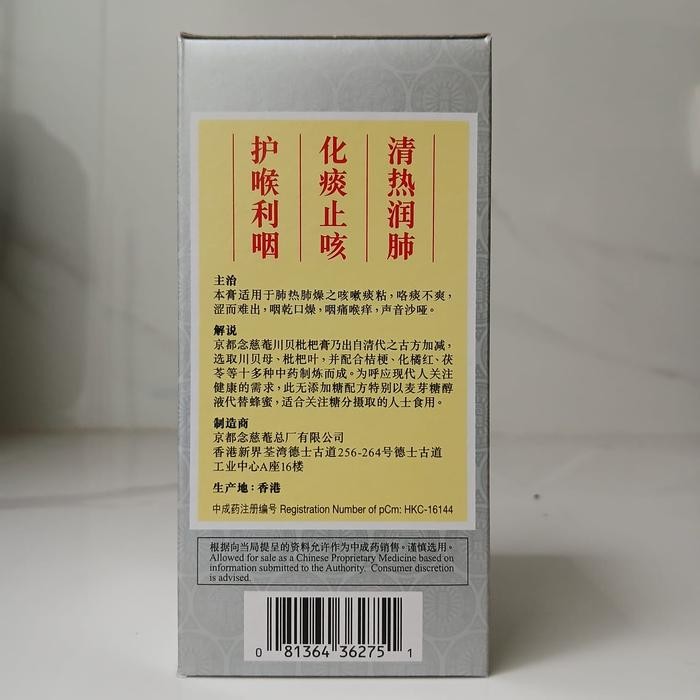 清热润肺
化痰止咳
护喉利咽
主治
本膏适用于肺热肺燥之咳嗽痰粘，咯痰不爽，
涩而难出，咽乾口燥，咽痛喉痒，声音沙哑。
解说
京都念慈菴川贝枇杷膏乃出自清代之古方加减，
选取川贝母、枇杷叶，并配合桔梗、化橘红、茯
苓等十多种中药制炼而成。为呼应现代人关注
健康的需求，此无添加糖配方特别以麦芽糖醇
液代替蜂蜜，适合关注糖分摄取的人士食用。
制造商
京都念慈菴总厂有限公司
香港新界荃湾德士古道256-264号德士古道
工业中心A座16楼
生产地：香港
中成药注册编号 Registration Number of pCm: HKC-16144
根据向当局提呈的资料允许作为中成药销售。谨慎选用。
Allowed for sale as a Chinese Proprietary Medicine based on
information submitted to the Authority. Consumer discretion
is advised.
0 81364 36275 1